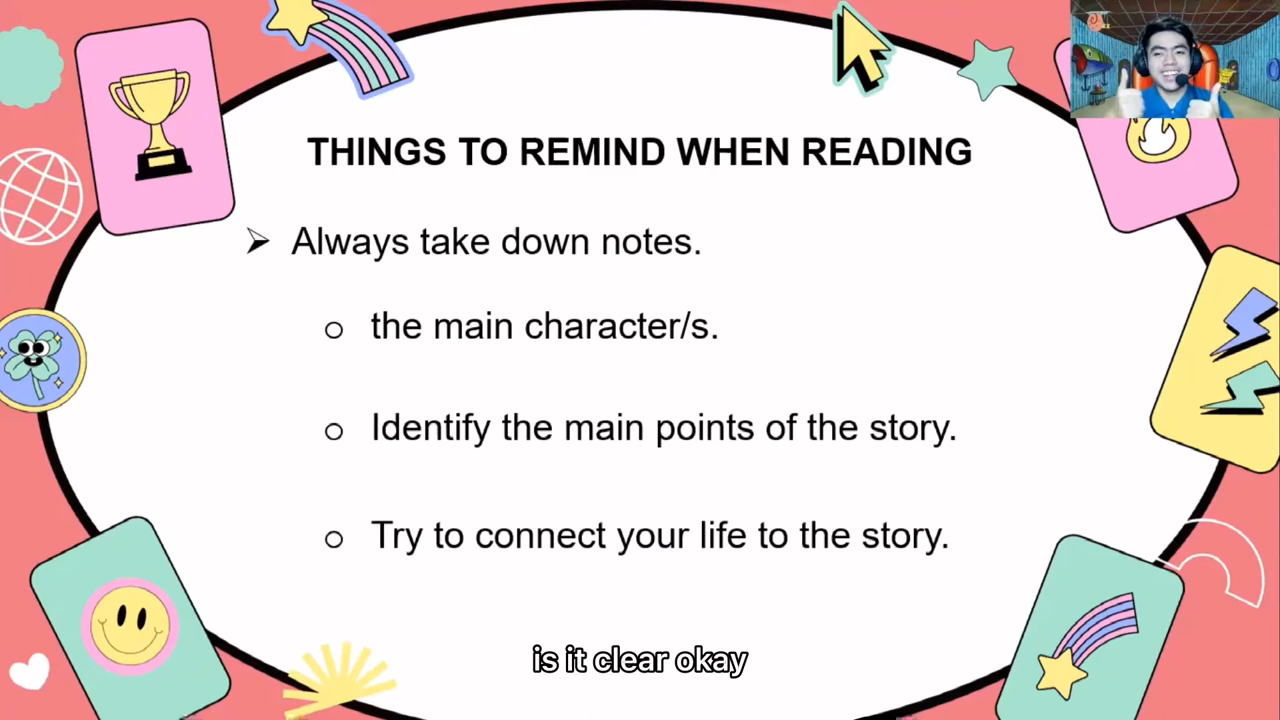 THINGS TO REMIND WHEN READING
Always take down notes.
the main character/s.
Identify the main points of the story.
Try to connect your life to the story.
is it clear okay